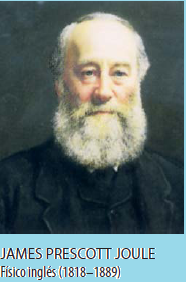 JAMES PRESCOTT JOULE
Físico inglés (1818–1889)